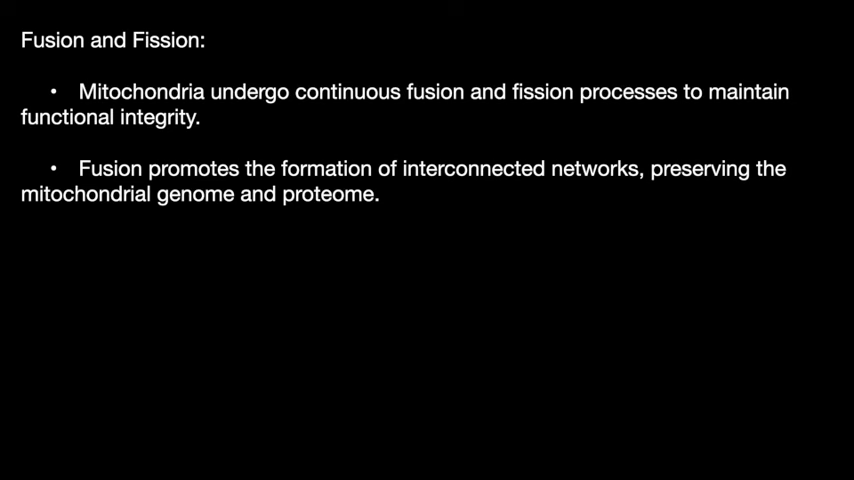 Fusion and Fission:
• Mitochondria undergo continuous fusion and fission processes to maintain
functional integrity.
• Fusion promotes the formation of interconnected networks, preserving the
mitochondrial genome and proteome.